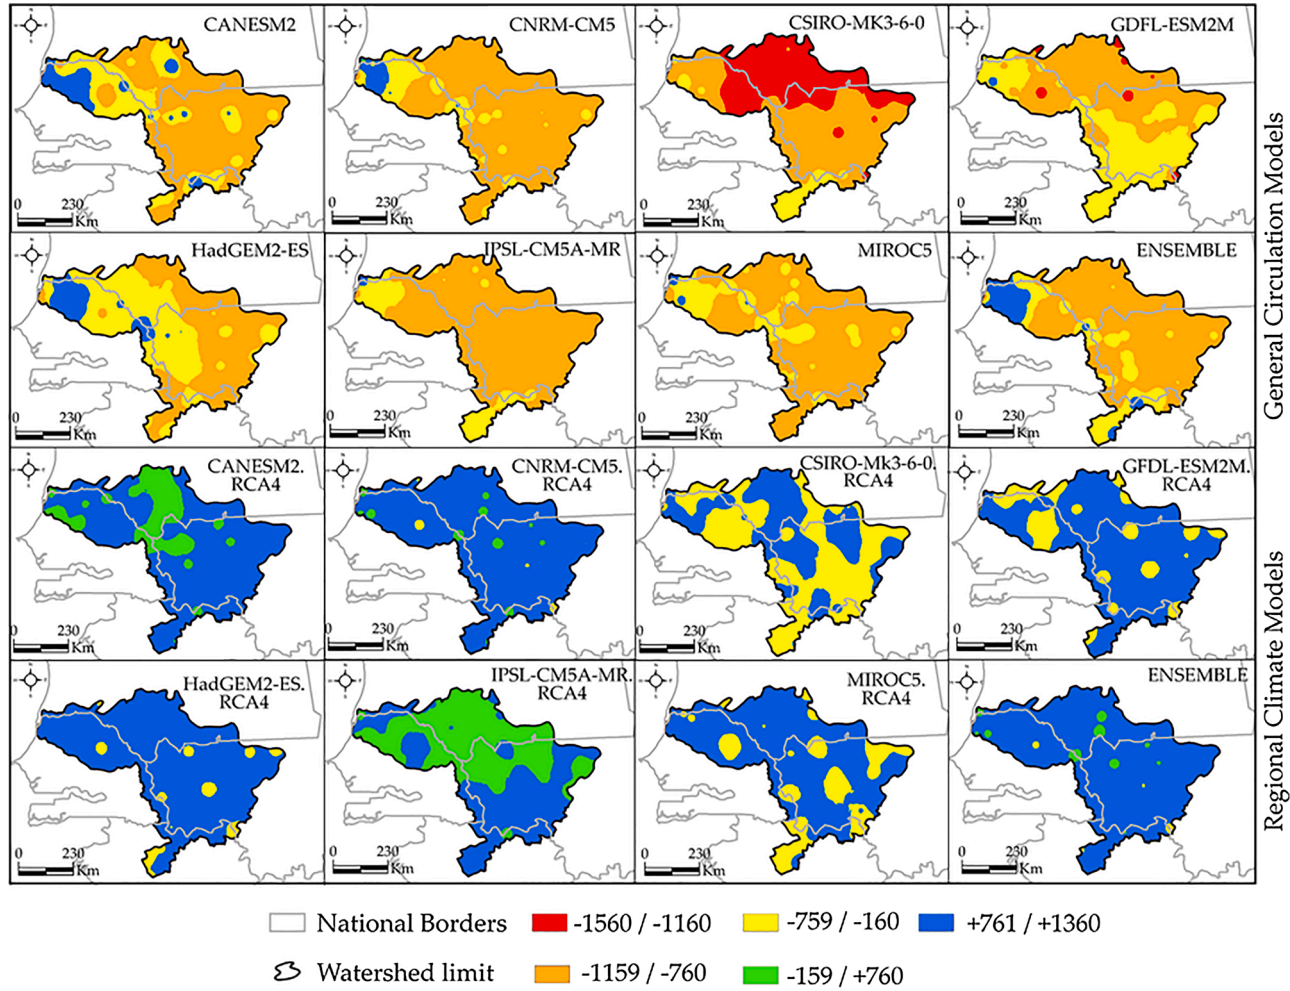 CANESM2
CNRM-CM5
CSIRO-MK3-6-0
GDFL-ESM2M
0 230
Km
0 230
Km
0 230
Km
0 230
Km
General Circulation Models
HadGEM2-ES
IPSL-CM5A-MR
MIROC5
ENSEMBLE
0 230
Km
0 230
Km
0 230
Km
0 230
Km
CANESM2.
RCA4
CNRM-CM5.
RCA4
CSIRO-Mk3-6-0.
RCA4
GFDL-ESM2M.
RCA4
0 230
Km
0 230
Km
0 230
Km
0 230
Km
Regional Climate Models
HadGEM2-ES.
RCA4
IPSL-CM5A-MR.
RCA4
MIROC5.
RCA4
ENSEMBLE
0 230
Km
0 230
Km
0 230
Km
0 230
Km
National Borders -1560 / -1160 -759 / -160 +761 / +1360
Watershed limit -1159 / -760 -159 / +760